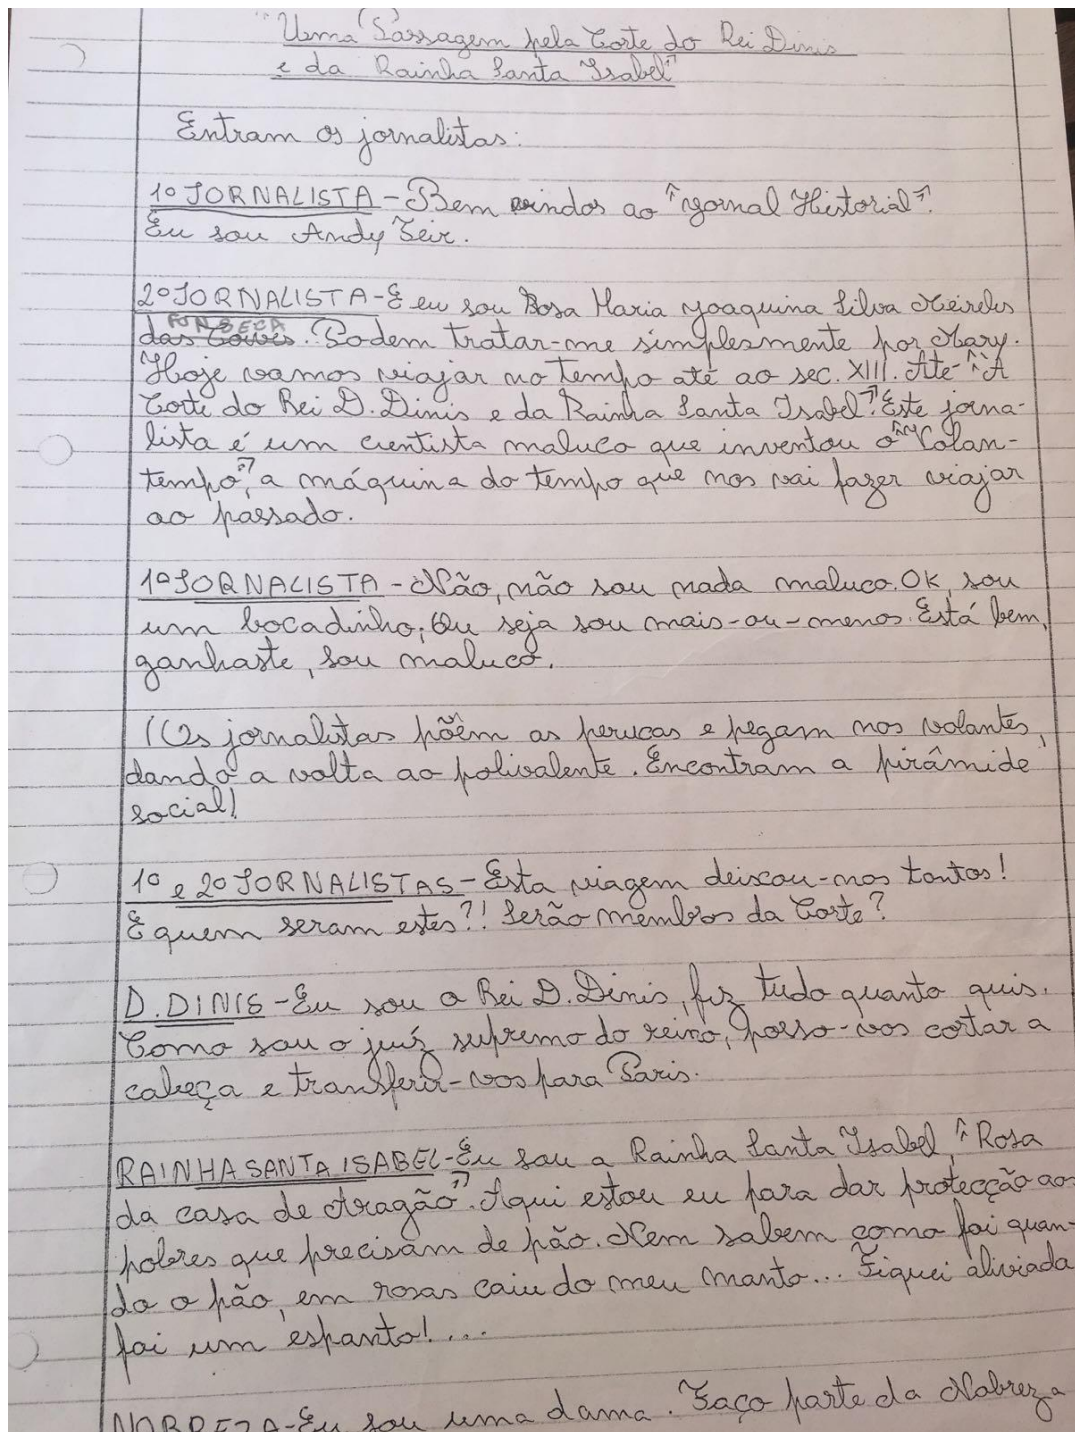 "Uma Passagem pela Corte do Rei Dinis
e da Rainha Santa Isabel"
Entram os jornalistas:
1º JORNALISTA - Bem vindos ao "Jornal Historial".
Eu sou Andy Feir.
2º JORNALISTA - E eu sou Rosa Maria Joaquina Silva Meireles
FONSECA
das Couves. Podem tratar-me simplesmente por Mary.
Hoje vamos viajar no tempo até ao sec. XIII. Até "A
Corte do Rei D. Dinis e da Rainha Santa Isabel". Este jorna-
lista é um cientista maluco que inventou o "Volan-
tempo", a máquina do tempo que nos vai fazer viajar
ao passado.
1º JORNALISTA - Não, não sou nada maluco. OK, sou
um bocadinho; Ou seja sou mais-ou-menos. Está bem,
ganhaste, sou maluco.
(Os jornalistas põem as perucas e pegam nos volantes,
dando a volta ao polivalente. Encontram a pirâmide
social)
1º e 2º JORNALISTAS - Esta viagem deixou-nos tontos!
E quem seram estes?! Serão membros da Corte?
D. DINIS - Eu sou o Rei D. Dinis, fiz tudo quanto quis.
Como sou o juíz supremo do reino, posso-vos cortar a
cabeça e transferir-vos para Paris.
RAINHA SANTA ISABEL - Eu sou a Rainha Santa Isabel, "Rosa
da casa de Aragão". Aqui estou eu para dar protecção aos
pobres que precisam de pão. Nem sabem como foi quan-
do o pão, em rosas caiu do meu manto... Fiquei aliviada
foi um espanto!...
NOBREZA - Eu sou uma dama. Faço parte da Nobreza